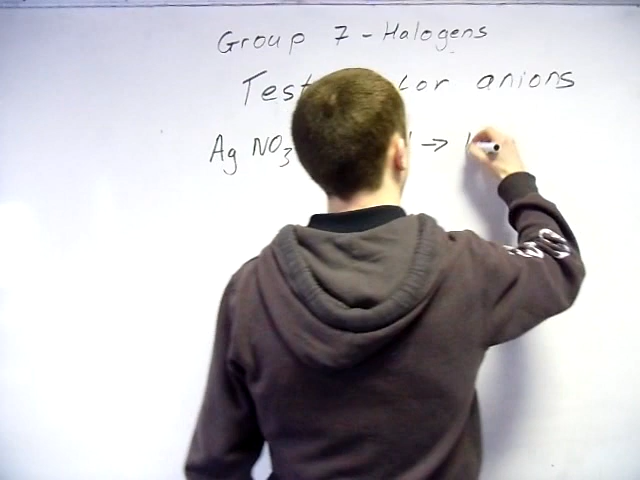 Group 7 - Halogens
Test for anions
Ag NO3 →